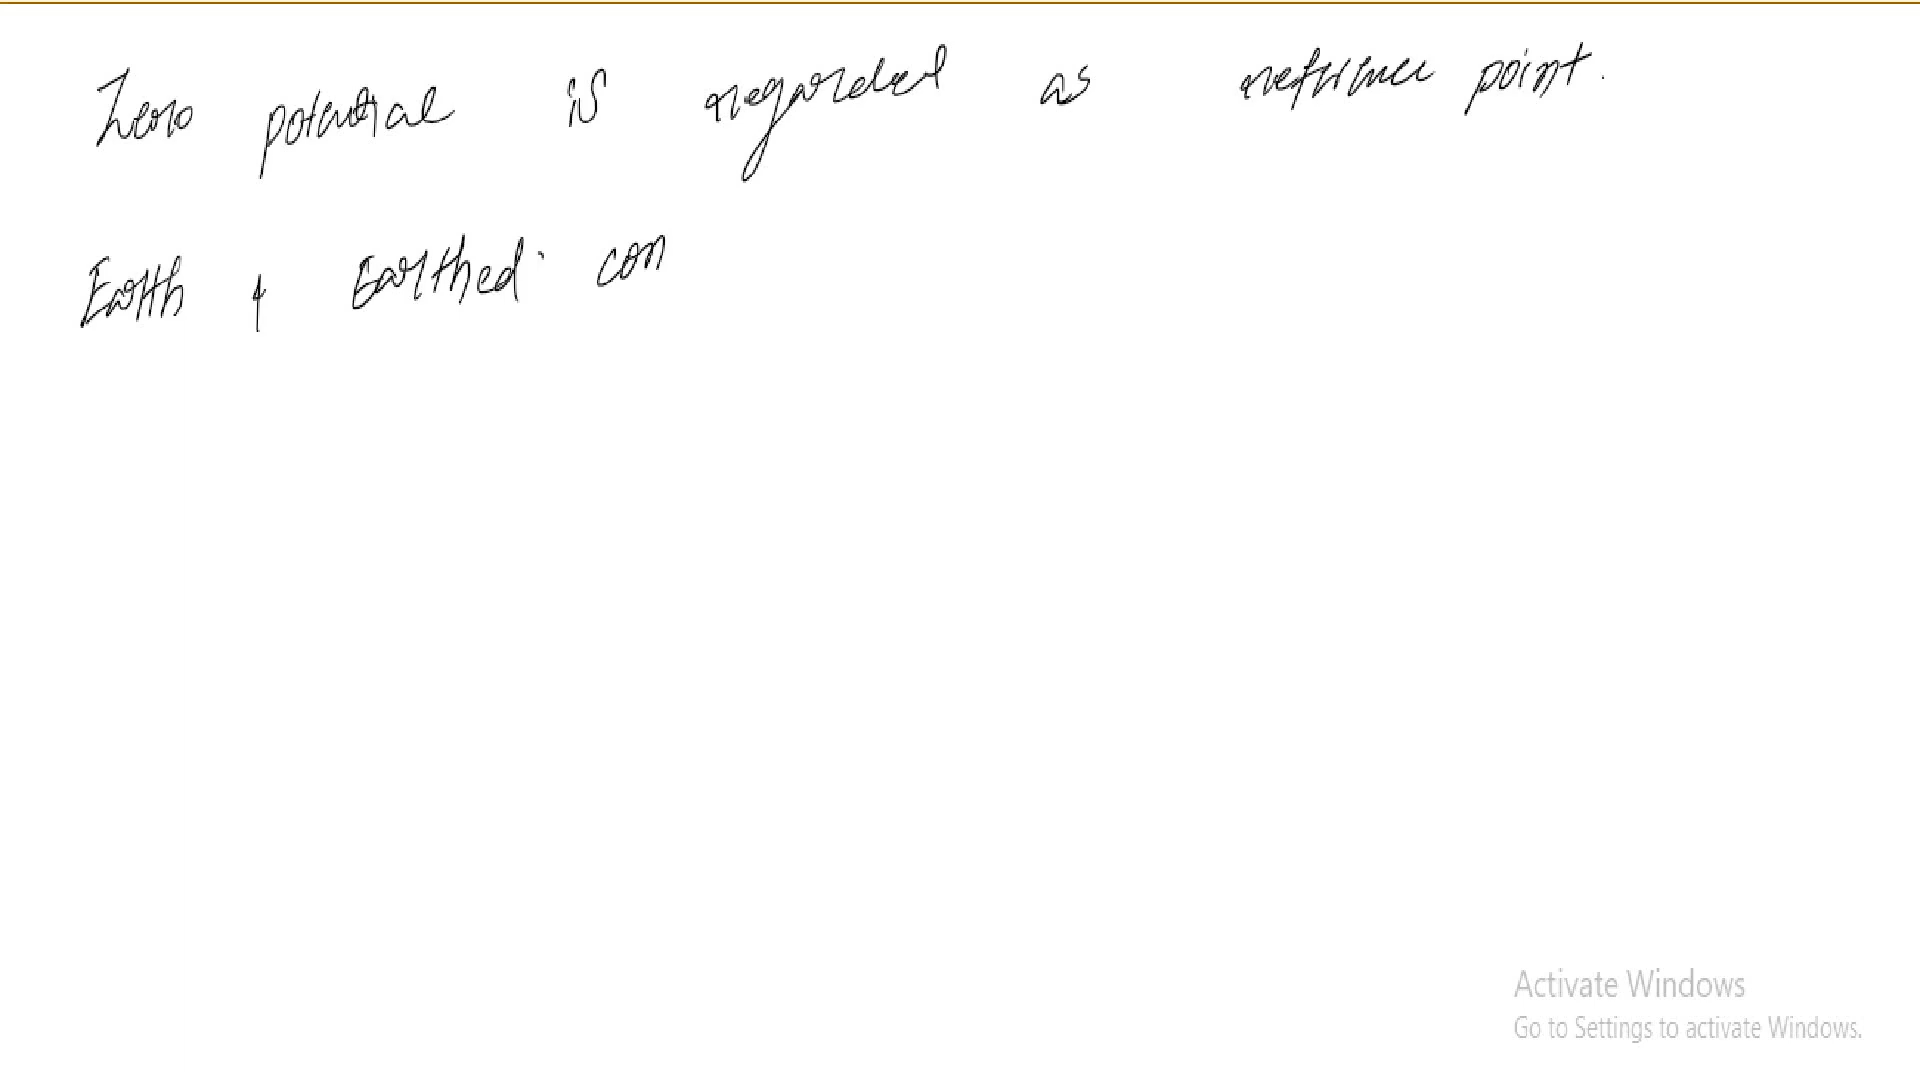 Zero potential is regarded as reference point.
Earth & Earthed con
Activate Windows
Go to Settings to activate Windows.